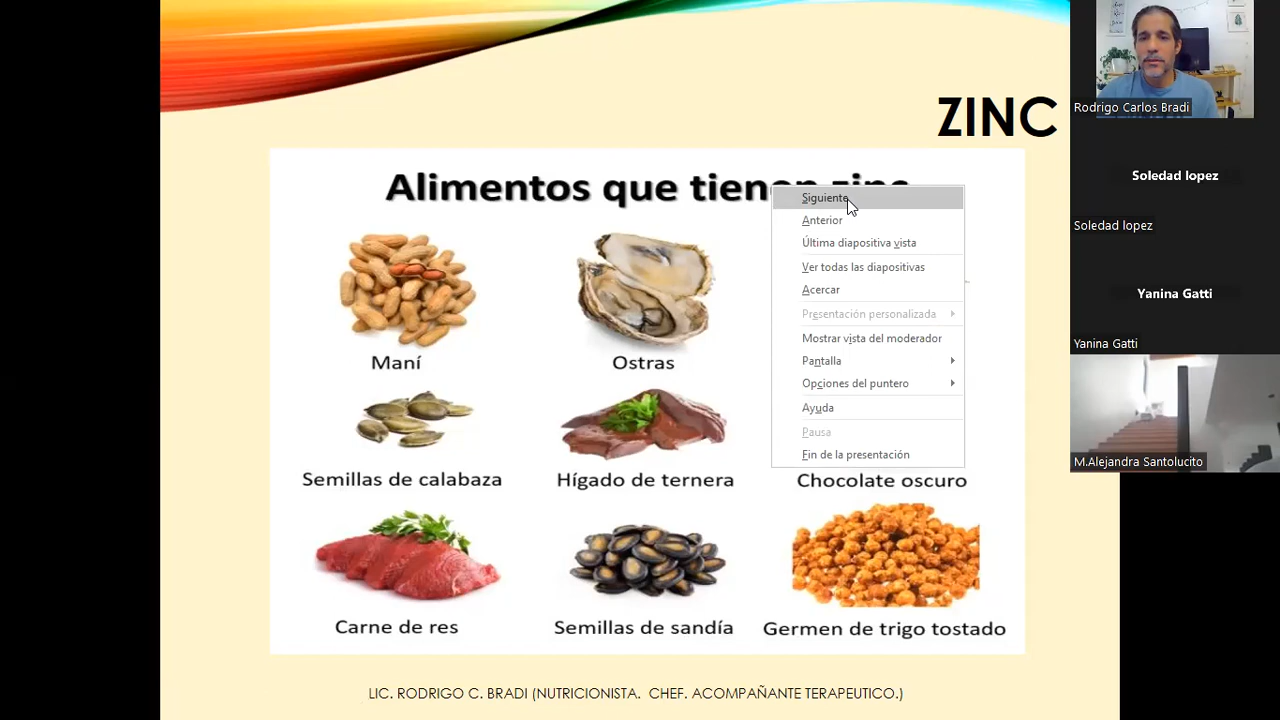 ZINC
Alimentos que tienen zinc
Siguiente
Anterior
Última diapositiva vista
Ver todas las diapositivas
Acercar
Presentación personalizada
Mostrar vista del moderador
Pantalla
Opciones del puntero
Ayuda
Pausa
Fin de la presentación
Maní
Ostras
Semillas de calabaza
Hígado de ternera
Chocolate oscuro
Carne de res
Semillas de sandía
Germen de trigo tostado
LIC. RODRIGO C. BRADI (NUTRICIONISTA. CHEF. ACOMPAÑANTE TERAPEUTICO.)
Rodrigo Carlos Bradi
Soledad lopez
Soledad lopez
Yanina Gatti
Yanina Gatti
M.Alejandra Santolucito